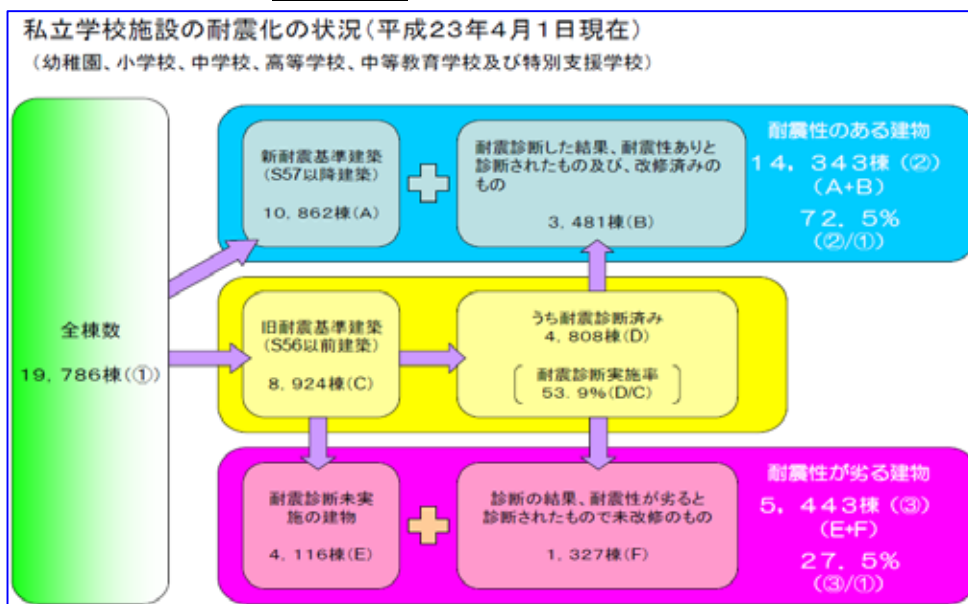 私立学校施設の耐震化の状況(平成23年4月1日現在)
(幼稚園、小学校、中学校、高等学校、中等教育学校及び特別支援学校)
全棟数
19,786棟(①)
新耐震基準建築
(S57以降建築)
10,862棟(A)
耐震診断した結果、耐震性ありと
診断されたもの及び、改修済みの
もの
3,481棟(B)
耐震性のある建物
14,343棟(②)
(A+B)
72.5%
(②/①)
旧耐震基準建築
(S56以前建築)
8,924棟(C)
うち耐震診断済み
4,808棟(D)
耐震診断実施率
53.9%(D/C)
耐震診断未実
施の建物
4,116棟(E)
診断の結果、耐震性が劣ると
診断されたもので未改修のもの
1,327棟(F)
耐震性が劣る建物
5,443棟(③)
(E+F)
27.5%
(③/①)